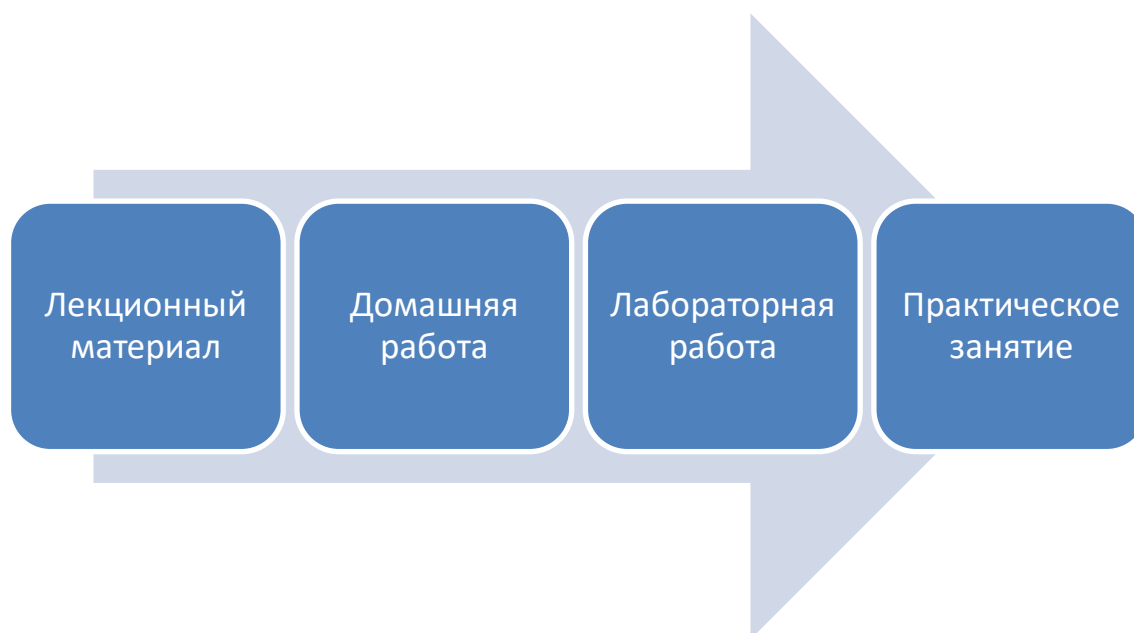 Лекционный
материал
Домашняя
работа
Лабораторная
работа
Практическое
занятие